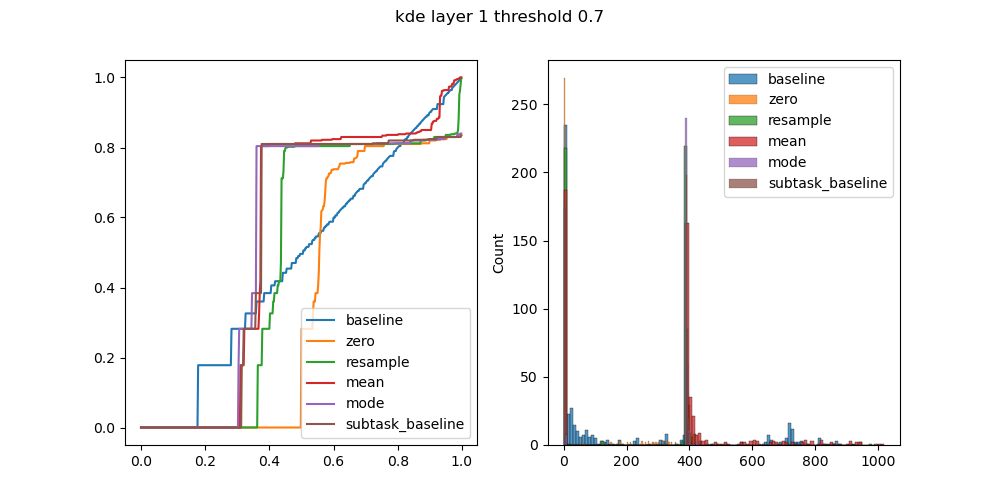 kde layer 1 threshold 0.7
1.0
0.8
0.6
0.4
0.2
0.0
0.0 0.2 0.4 0.6 0.8 1.0
baseline
zero
resample
mean
mode
subtask_baseline
Count
250
200
150
100
50
0
0 200 400 600 800 1000
baseline
zero
resample
mean
mode
subtask_baseline